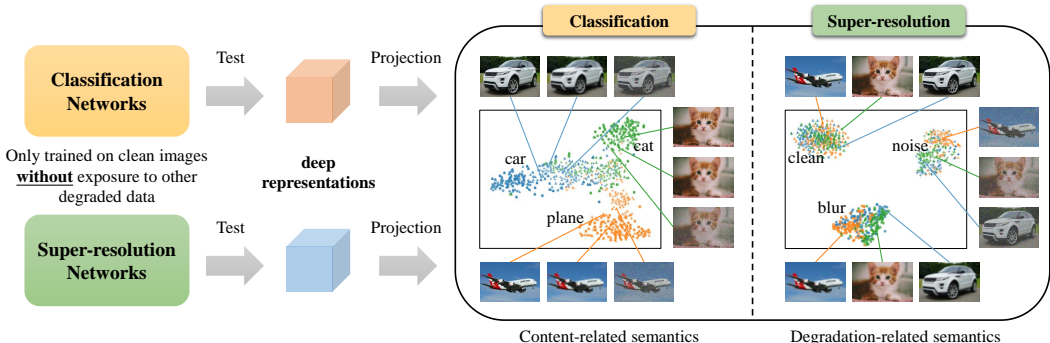 Classification
Super-resolution
Classification
Networks
Test
Projection
Only trained on clean images
without exposure to other
degraded data
deep
representations
Super-resolution
Networks
Test
Projection
car
cat
plane
clean
noise
blur
Content-related semantics
Degradation-related semantics